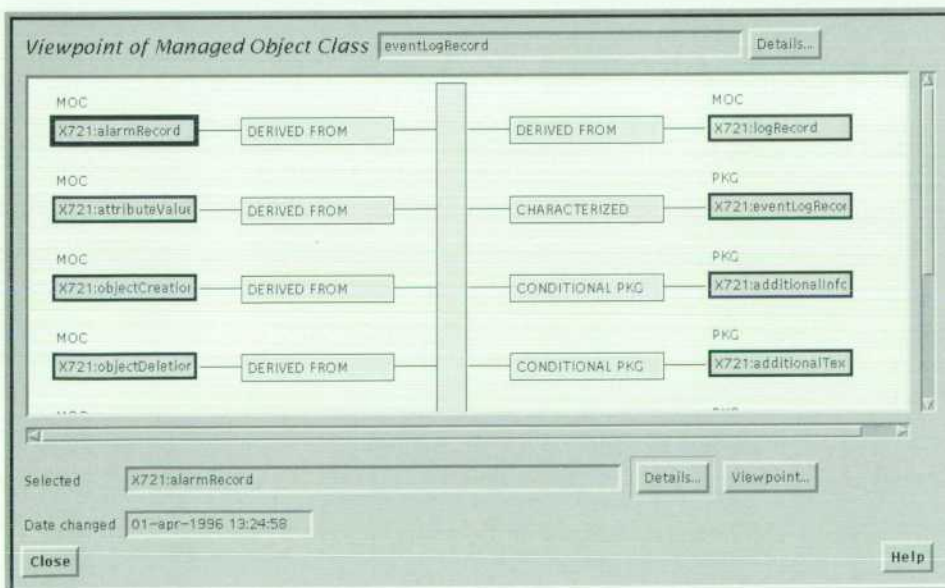 Viewpoint of Managed Object Class eventLogRecord Details...
MOC MOC
X721:alarmRecord DERIVED FROM DERIVED FROM X721:logRecord
MOC PKG
X721:attributeValue DERIVED FROM CHARACTERIZED X721:eventLogRecor
MOC PKG
X721:objectCreation DERIVED FROM CONDITIONAL PKG X721:additionalInfo
MOC PKG
X721:objectDeletion DERIVED FROM CONDITIONAL PKG X721:additionalTex
Selected X721:alarmRecord Details... Viewpoint...
Date changed 01-apr-1996 13:24:58
Close Help